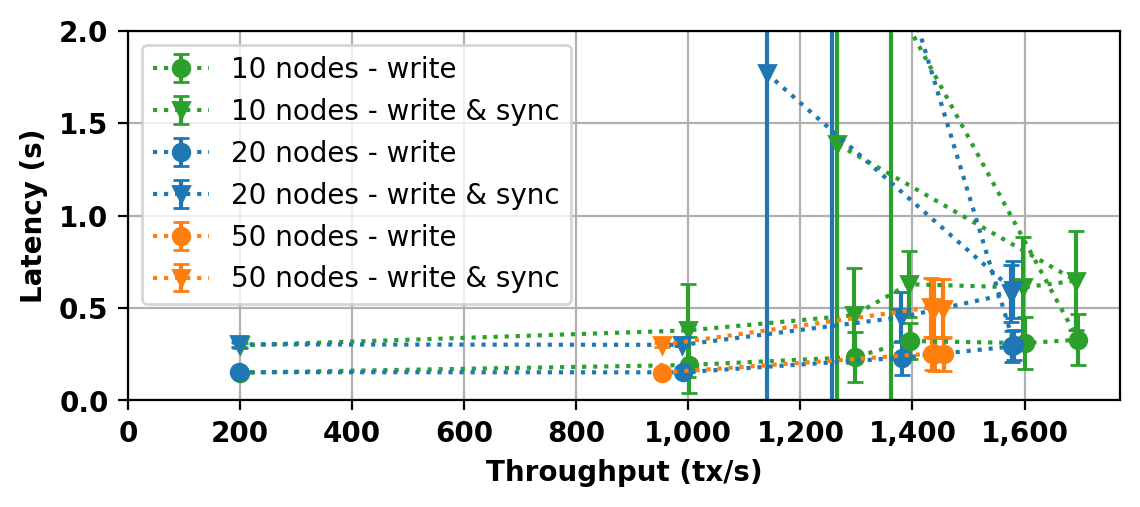 2.0
1.5
1.0
0.5
0.0
Latency (s)
10 nodes - write
10 nodes - write & sync
20 nodes - write
20 nodes - write & sync
50 nodes - write
50 nodes - write & sync
0 200 400 600 800 1,000 1,200 1,400 1,600
Throughput (tx/s)